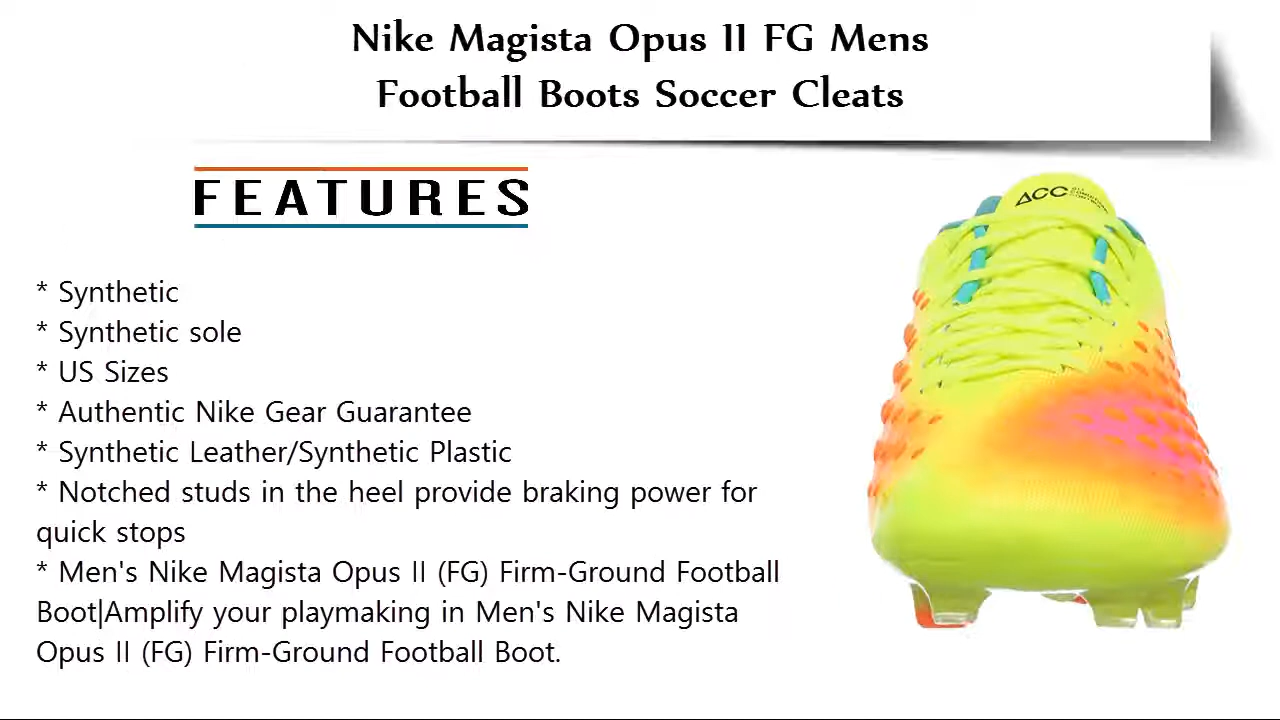 Nike Magista Opus II FG Mens
Football Boots Soccer Cleats
FEATURES
* Synthetic
* Synthetic sole
* US Sizes
* Authentic Nike Gear Guarantee
* Synthetic Leather/Synthetic Plastic
* Notched studs in the heel provide braking power for
quick stops
* Men's Nike Magista Opus II (FG) Firm-Ground Football
Boot|Amplify your playmaking in Men's Nike Magista
Opus II (FG) Firm-Ground Football Boot.
ACC